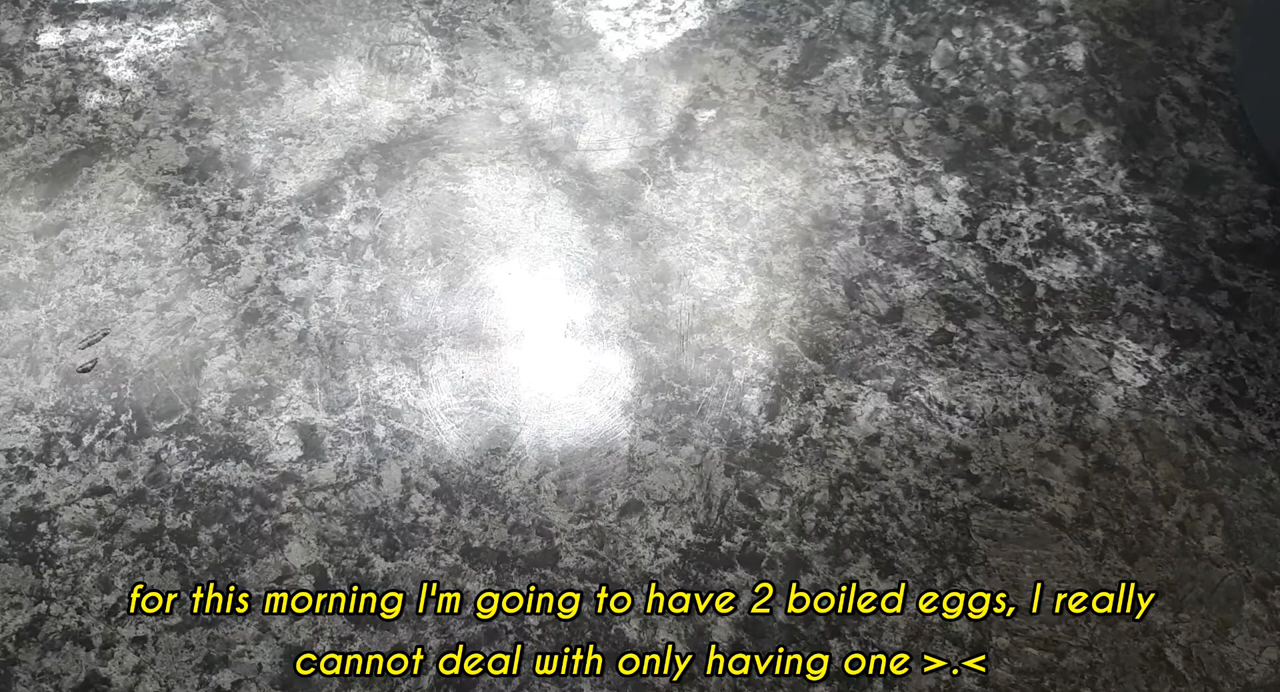 for this morning I'm going to have 2 boiled eggs, I really
cannot deal with only having one >.<